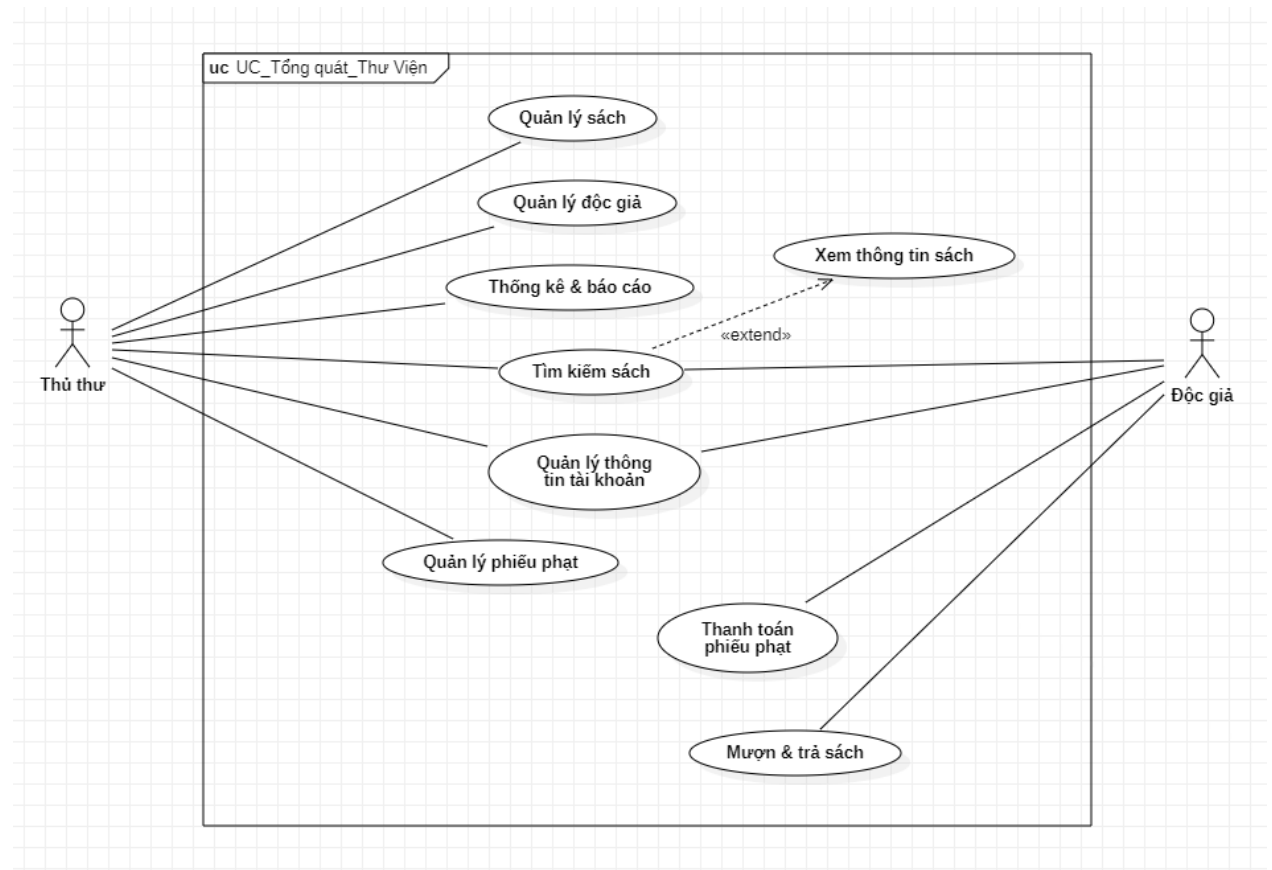 uc UC_Tổng quát_Thư Viện
Quản lý sách
Quản lý độc giả
Xem thông tin sách
Thống kê & báo cáo
«extend»
Tìm kiếm sách
Thủ thư
Độc giả
Quản lý thông
tin tài khoản
Quản lý phiếu phạt
Thanh toán
phiếu phạt
Mượn & trả sách